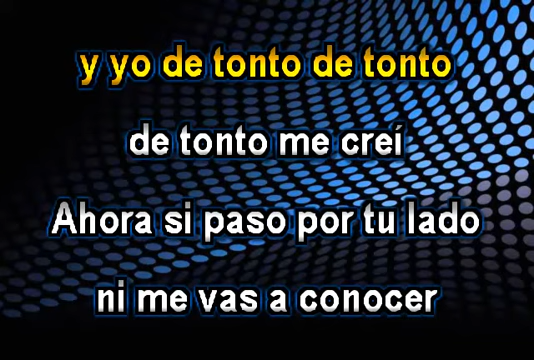 y yo de tonto de tonto
de tonto me creí
Ahora si paso por tu lado
ni me vas a conocer